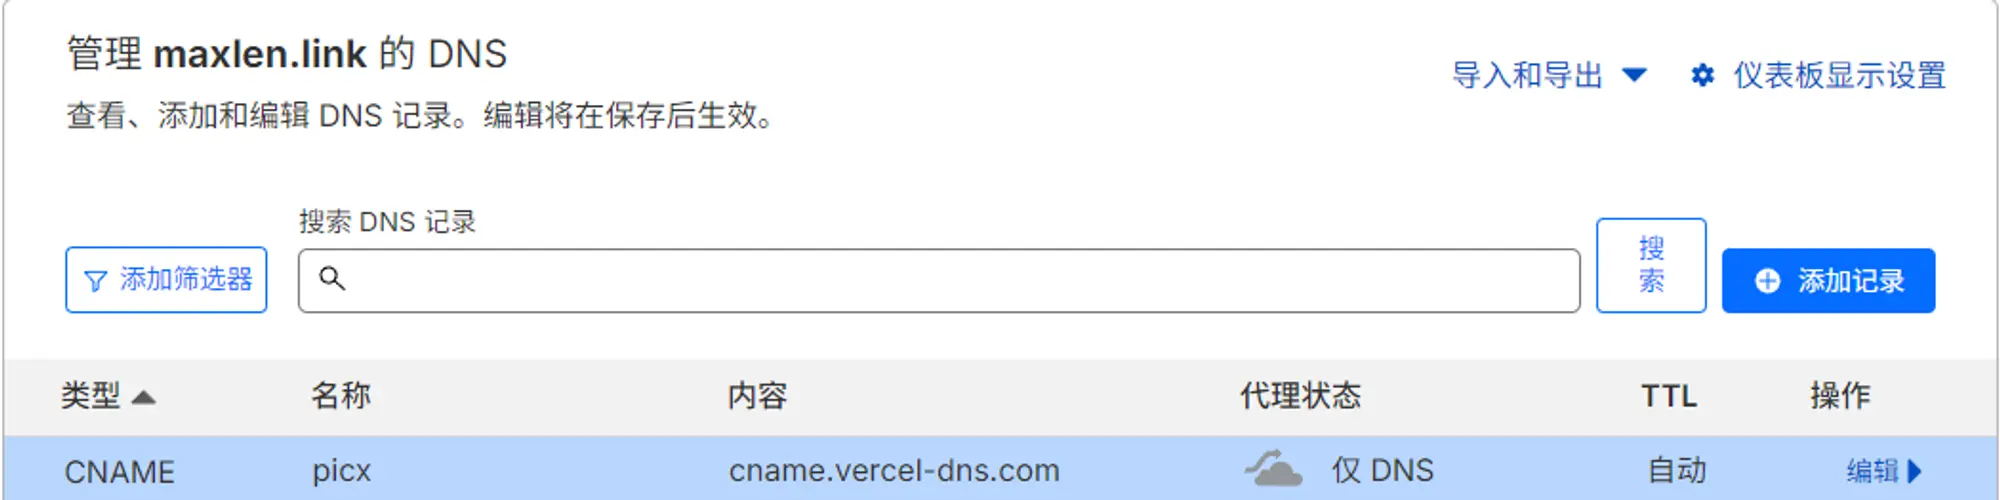 管理 maxlen.link 的 DNS
导入和导出
仪表板显示设置
查看、添加和编辑 DNS 记录。编辑将在保存后生效。
搜索 DNS 记录
添加筛选器
搜
索
添加记录
类型 名称 内容 代理状态 TTL 操作
CNAME picx cname.vercel-dns.com 仅 DNS 自动 编辑